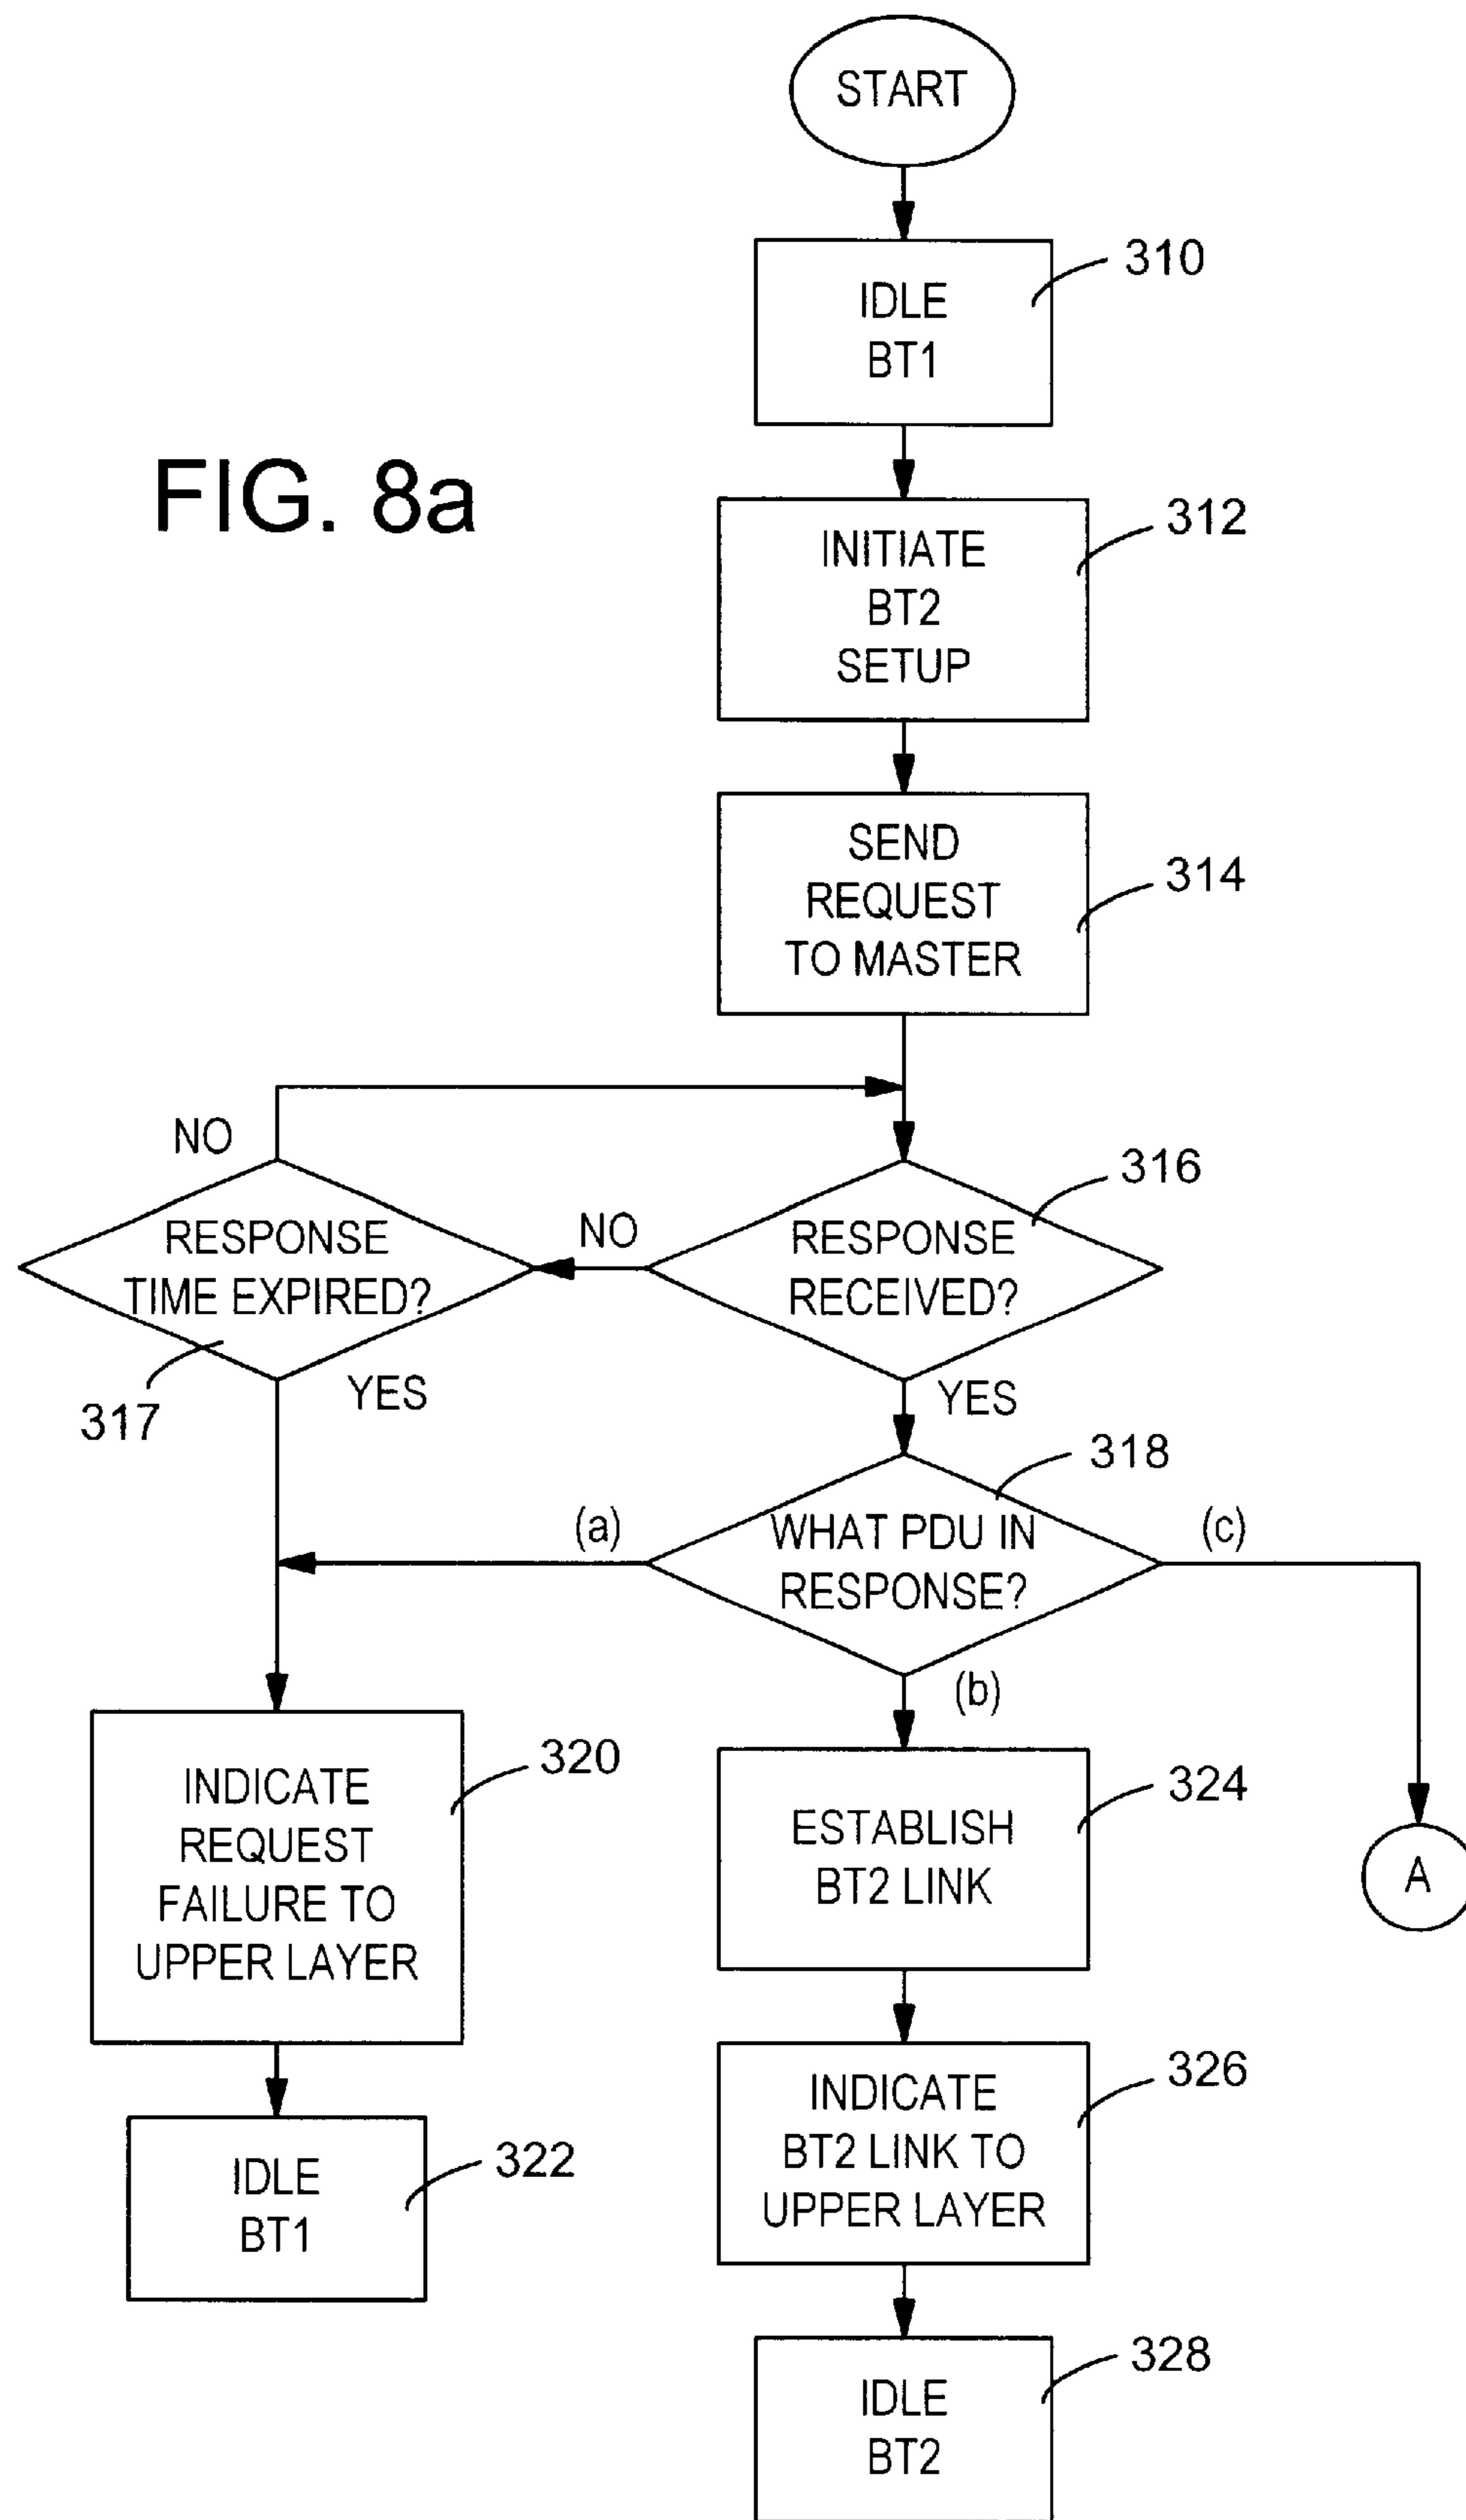 START
310
IDLE
BT1
FIG. 8a
312
INITIATE
BT2
SETUP
314
SEND
REQUEST
TO MASTER
NO
316
RESPONSE
TIME EXPIRED?
NO
RESPONSE
RECEIVED?
317
YES
YES
318
(a)
WHAT PDU IN
RESPONSE?
(c)
(b)
320
INDICATE
REQUEST
FAILURE TO
UPPER LAYER
324
ESTABLISH
BT2 LINK
A
326
INDICATE
BT2 LINK TO
UPPER LAYER
322
IDLE
BT1
328
IDLE
BT2